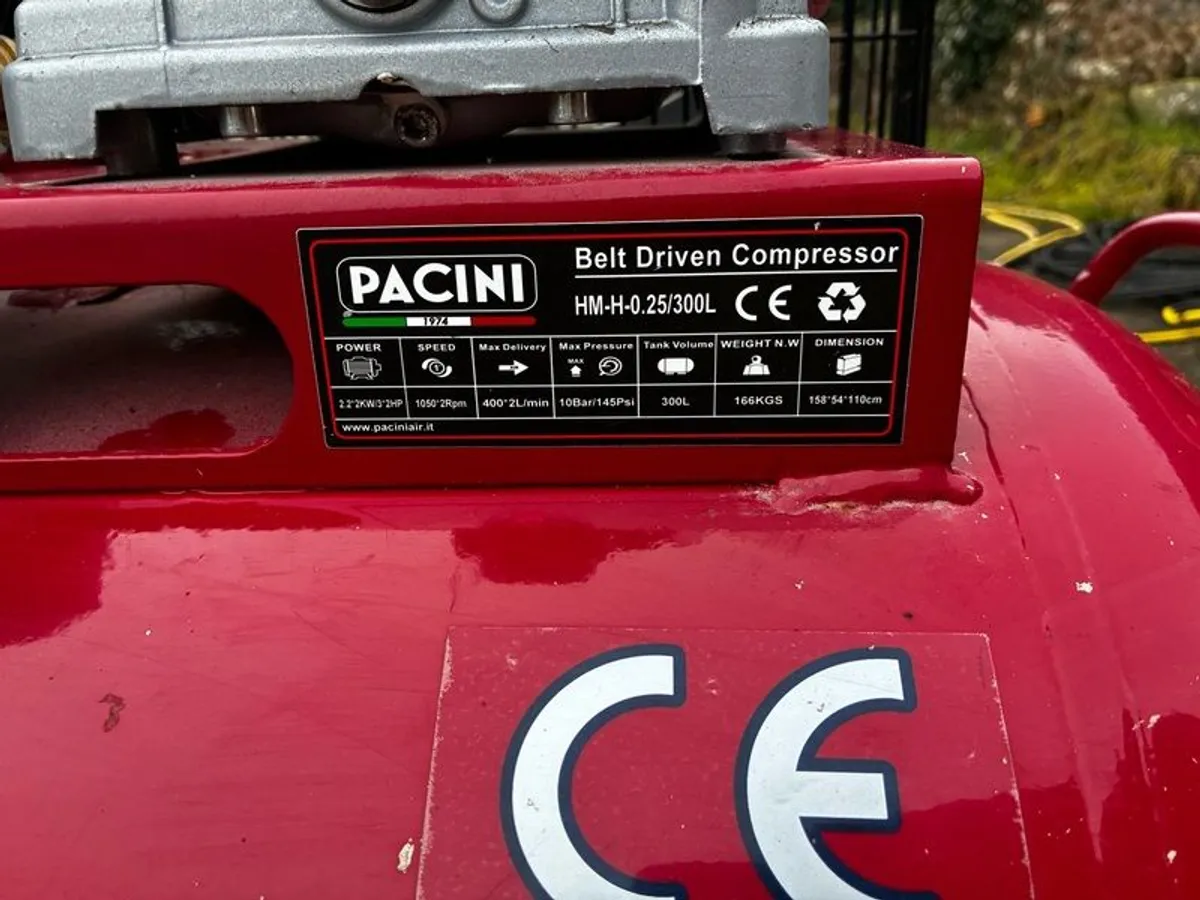 PACINI
1974
Belt Driven Compressor
HM-H-0.25/300L CE
POWER SPEED Max Delivery Max Pressure Tank Volume WEIGHT N.W DIMENSION
MAX
2.2*2KW/3*2HP 1050*2Rpm 400*2L/min 10Bar/145Psi 300L 166KGS 158*54*110cm
www.paciniair.it
CE